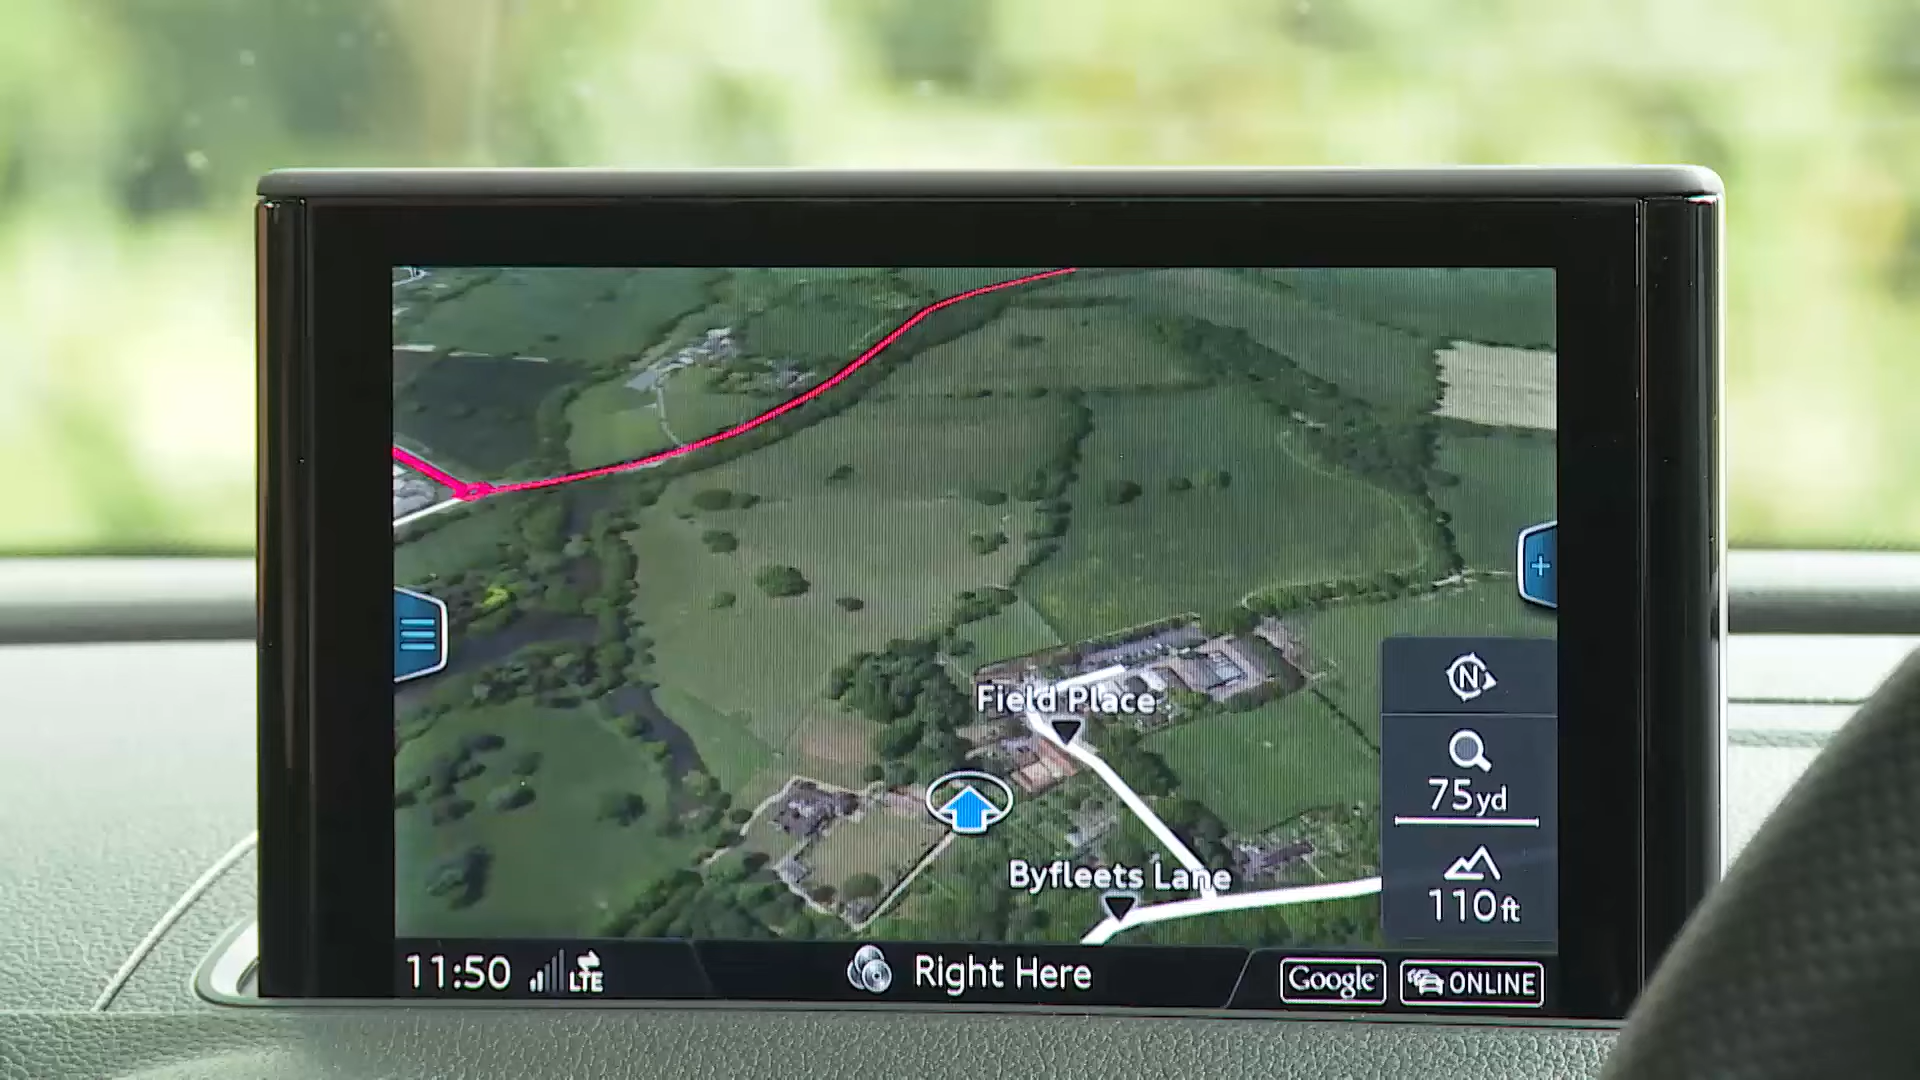 Field Place
N
75yd
Byfleets Lane
110ft
11:50 LTE Right Here Google ONLINE